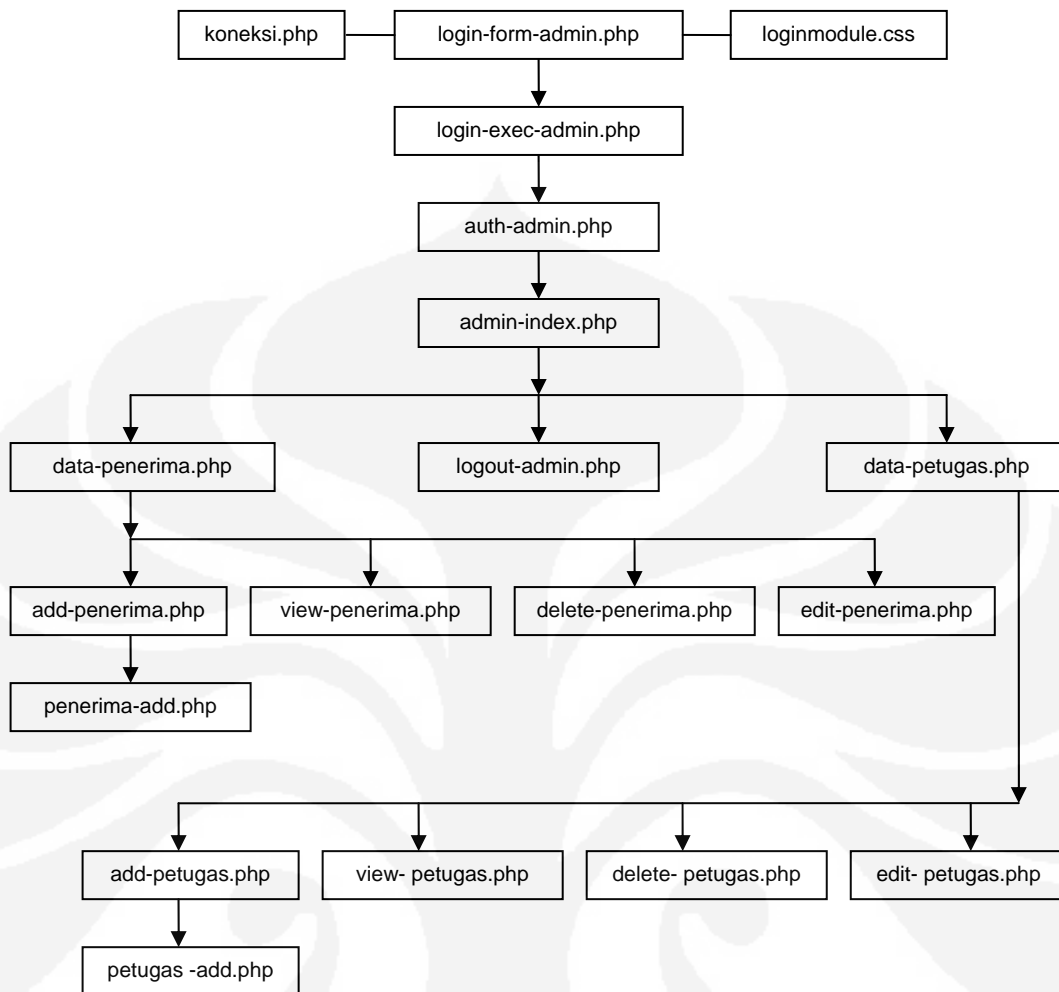 koneksi.php
login-form-admin.php
loginmodule.css
login-exec-admin.php
auth-admin.php
admin-index.php
data-penerima.php
logout-admin.php
data-petugas.php
add-penerima.php
view-penerima.php
delete-penerima.php
edit-penerima.php
penerima-add.php
add-petugas.php
view- petugas.php
delete- petugas.php
edit- petugas.php
petugas -add.php